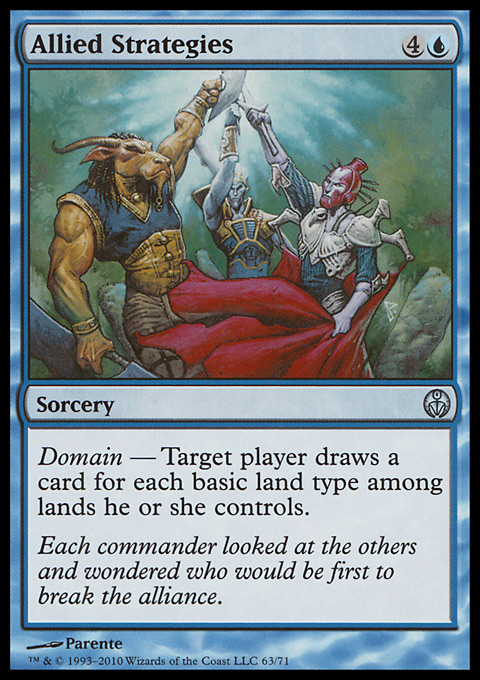 Allied Strategies 4
Sorcery
Domain — Target player draws a
card for each basic land type among
lands he or she controls.
Each commander looked at the others
and wondered who would be first to
break the alliance.
Parente
™ & © 1993–2010 Wizards of the Coast LLC 63/71